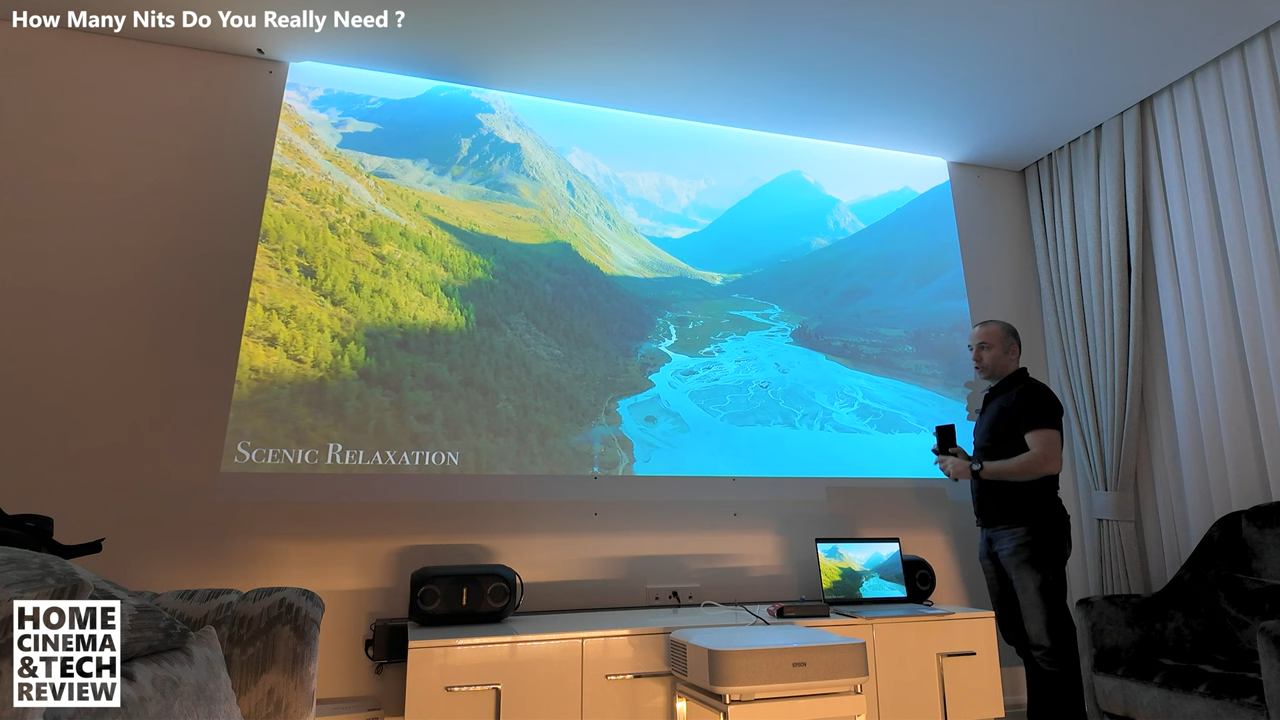 How Many Nits Do You Really Need ?
SCENIC RELAXATION
EPSON
HOME
CINEMA
&TECH
REVIEW